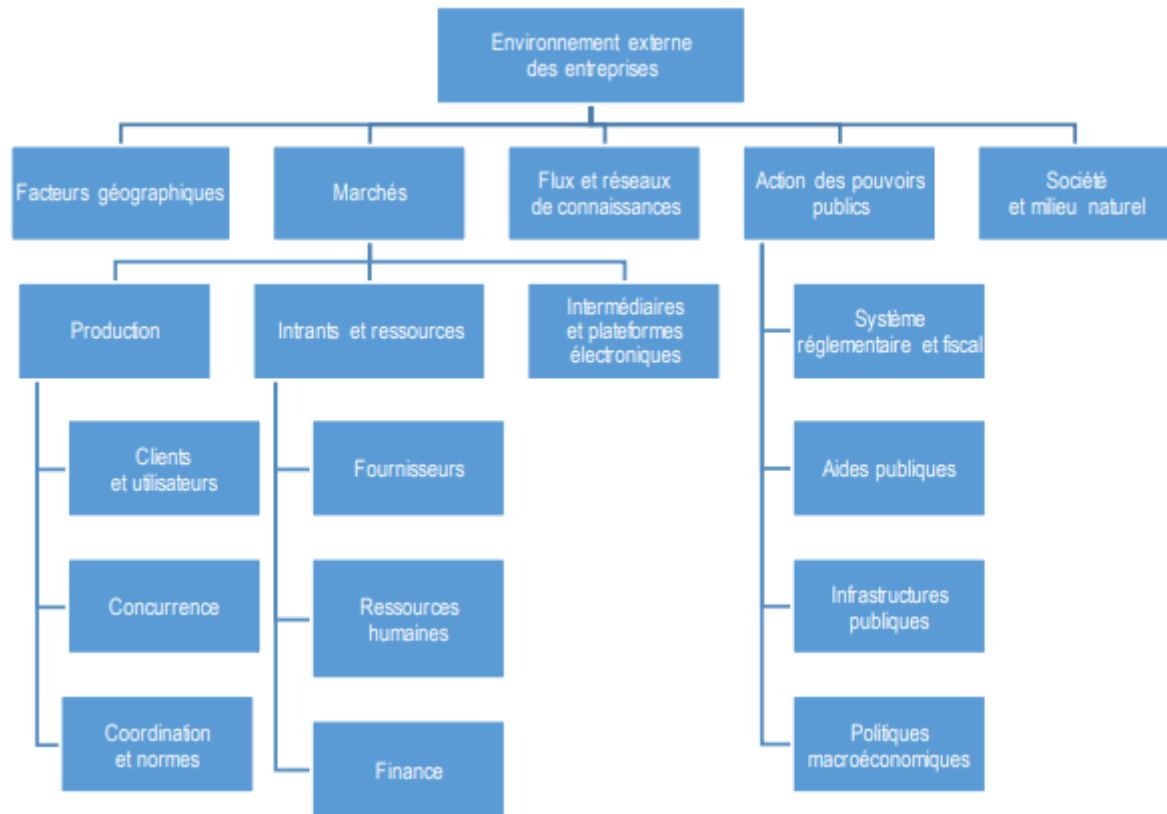 Environnement externe
des entreprises
Facteurs géographiques
Marchés
Flux et réseaux
de connaissances
Action des pouvoirs
publics
Société
et milieu naturel
Production
Intrants et ressources
Intermédiaires
et plateformes
électroniques
Système
réglementaire et fiscal
Clients
et utilisateurs
Fournisseurs
Aides publiques
Concurrence
Ressources
humaines
Infrastructures
publiques
Coordination
et normes
Finance
Politiques
macroéconomiques